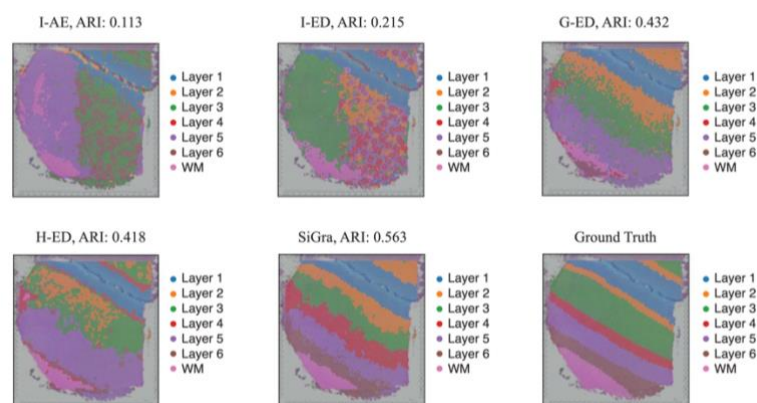 I-AE, ARI: 0.113
Layer 1
Layer 2
Layer 3
Layer 4
Layer 5
Layer 6
WM
I-ED, ARI: 0.215
Layer 1
Layer 2
Layer 3
Layer 4
Layer 5
Layer 6
WM
G-ED, ARI: 0.432
Layer 1
Layer 2
Layer 3
Layer 4
Layer 5
Layer 6
WM
H-ED, ARI: 0.418
Layer 1
Layer 2
Layer 3
Layer 4
Layer 5
Layer 6
WM
SiGra, ARI: 0.563
Layer 1
Layer 2
Layer 3
Layer 4
Layer 5
Layer 6
WM
Ground Truth
Layer 1
Layer 2
Layer 3
Layer 4
Layer 5
Layer 6
WM